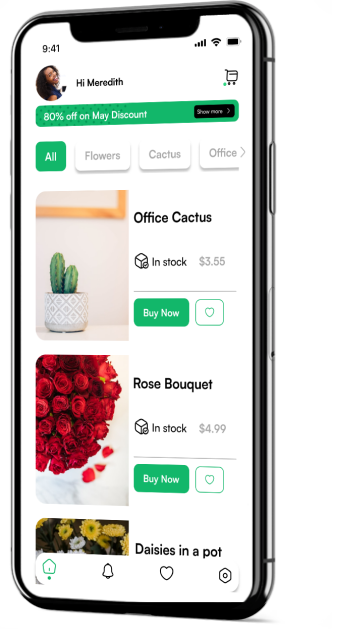 9:41
Hi Meredith
80% off on May Discount
Show more
All
Flowers
Cactus
Office
Office Cactus
In stock $3.55
Buy Now
Rose Bouquet
In stock $4.99
Buy Now
Daisies in a pot